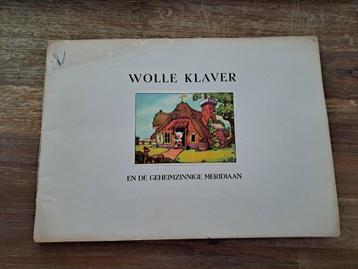 WOLLE KLAVER
EN DE GEHEIMZINNIGE MERIDIAAN